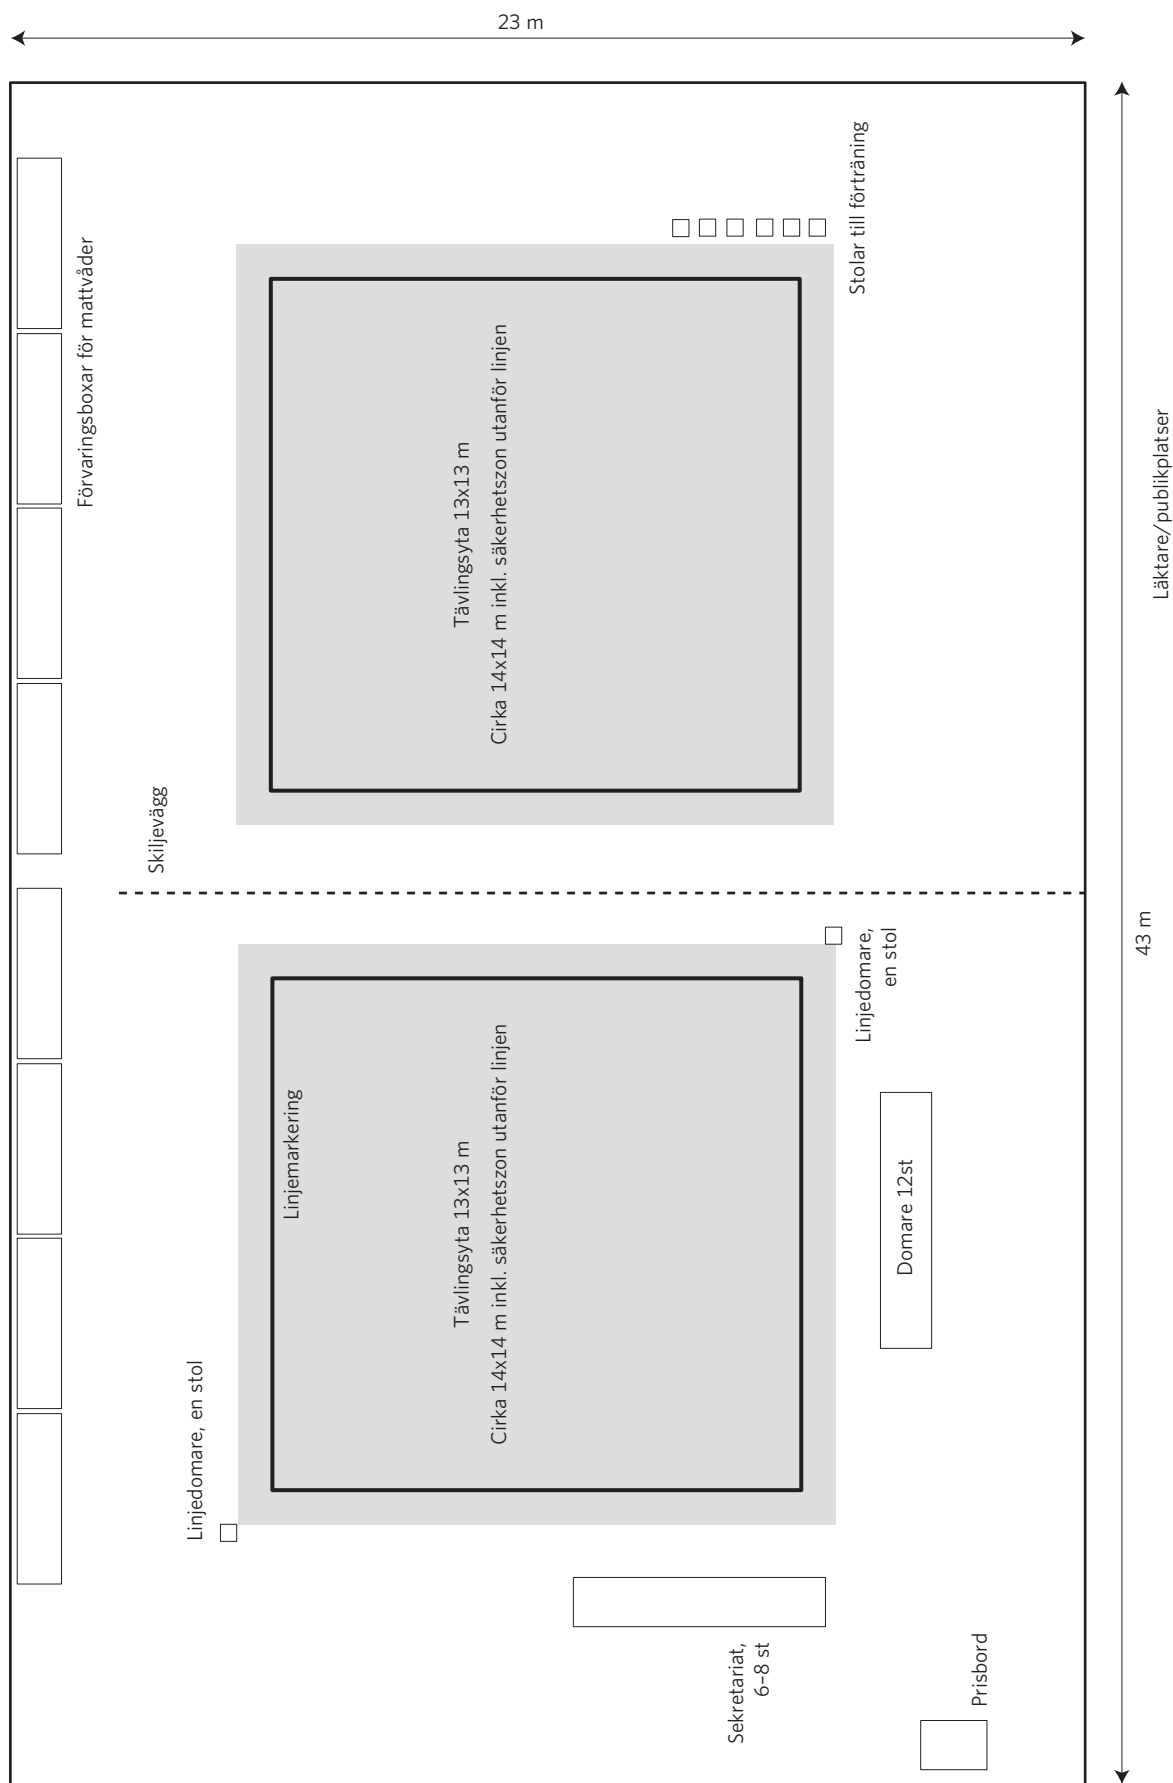 23 m
Förvaringsboxar för mattvåder
Stolar till förträning
Tävlingsyta 13x13 m
Cirka 14x14 m inkl. säkerhetszon utanför linjen
Läktare/publikplatser
Skiljevägg
43 m
Linjedomare,
en stol
Linjemarkering
Tävlingsyta 13x13 m
Cirka 14x14 m inkl. säkerhetszon utanför linjen
Domare 12st
Linjedomare, en stol
Sekretariat,
6–8 st
Prisbord